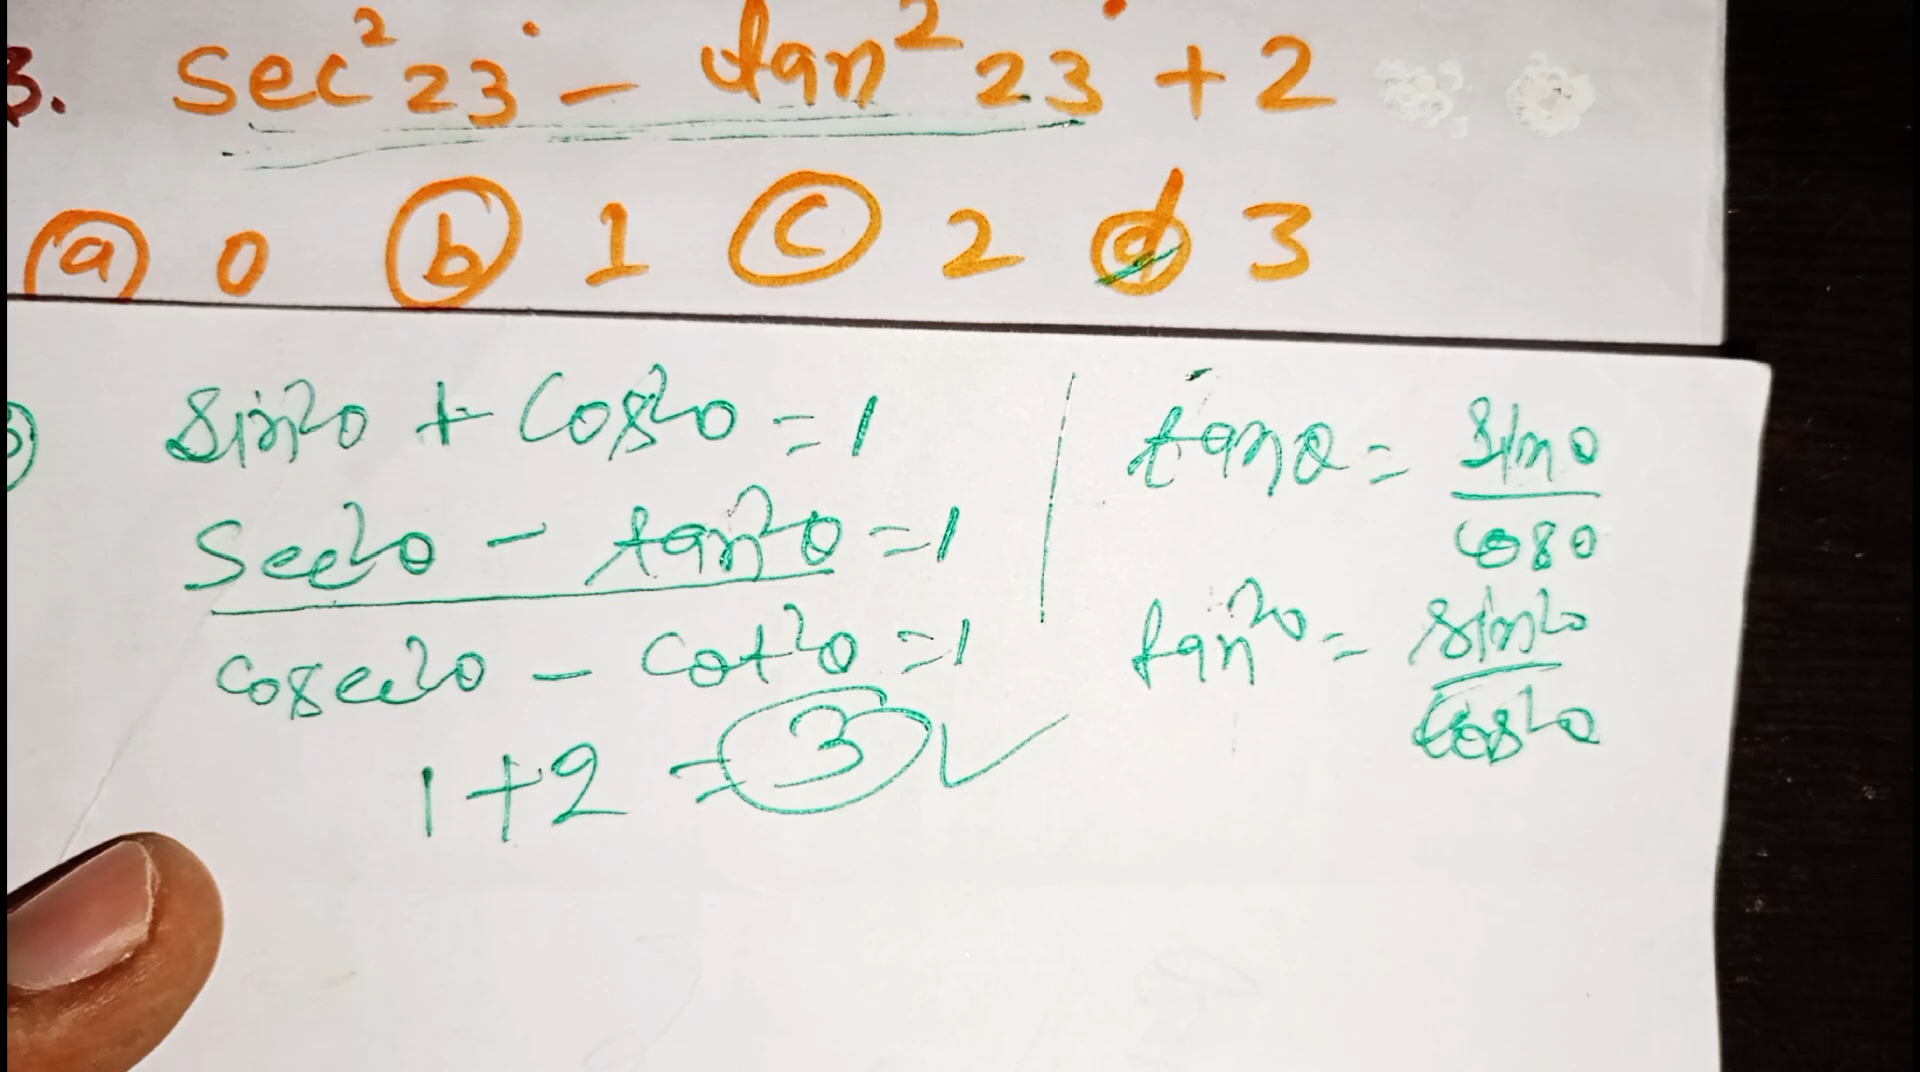 3. sec²23° - tan²23° + 2
ⓐ 0 ⓑ 1 ⓒ 2 ⓓ 3
sin²θ + cos²θ = 1
sec²θ - tan²θ = 1
cosec²θ - cot²θ = 1
1+2 = 3 ✓
tanθ = sinθ / cosθ
tan²θ = sin²θ / cos²θ